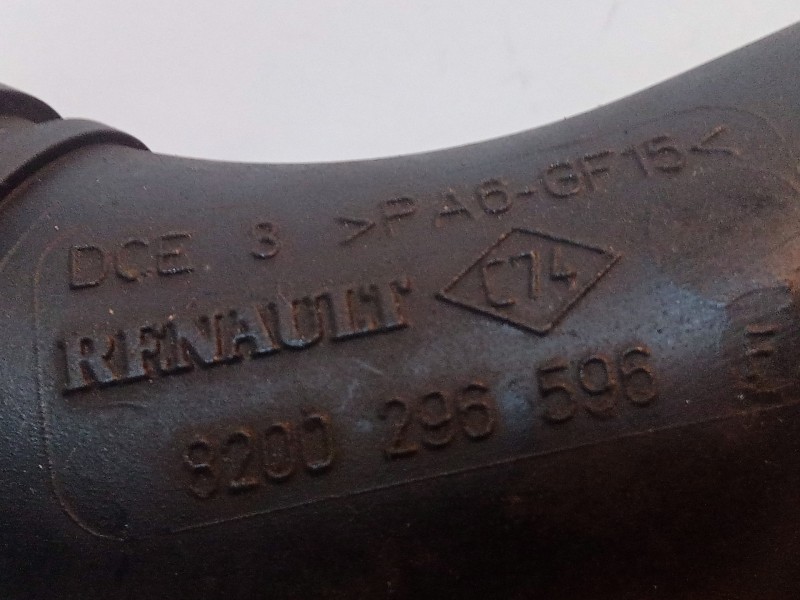 DCE 3 >PA6-GF15<
RENAULT C74
8200 296 596